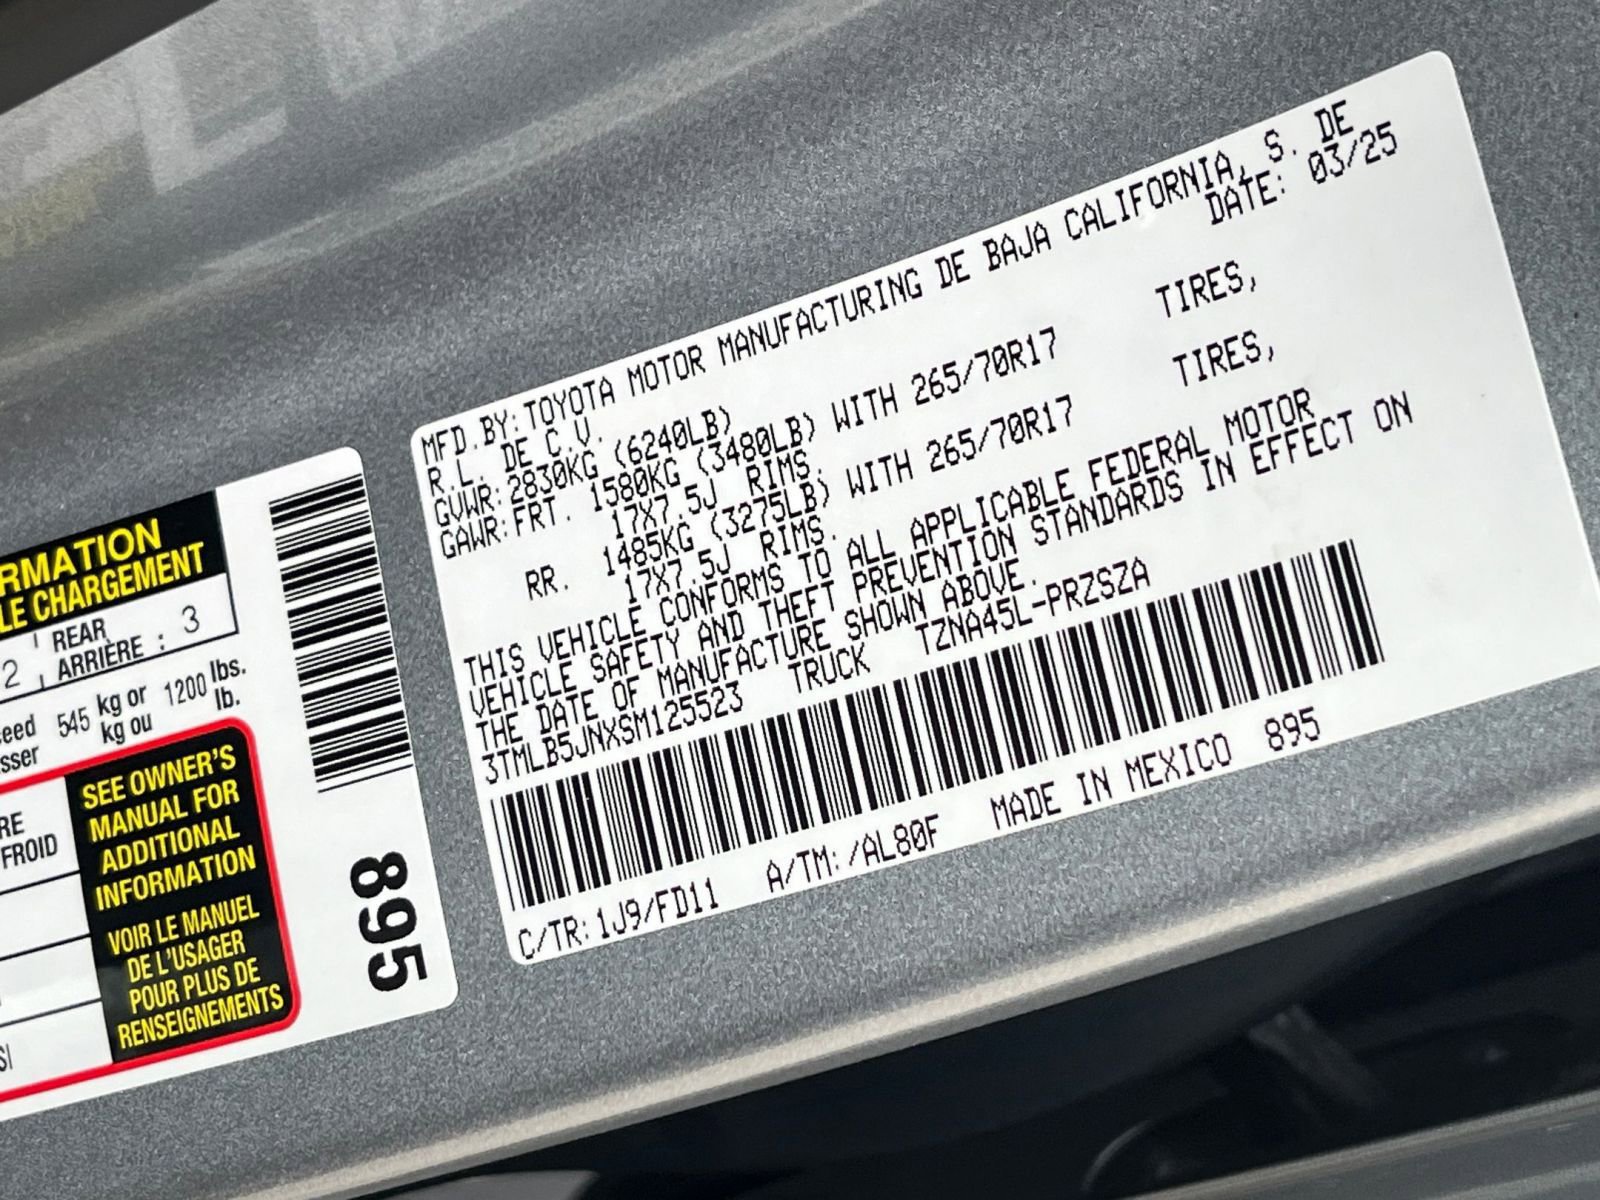 MFD.BY:TOYOTA MOTOR MANUFACTURING DE BAJA CALIFORNIA, S. DE
R.L. DE C.V. DATE: 03/25
GVWR:2830KG (6240LB)
GAWR:FRT. 1580KG (3480LB) WITH 265/70R17 TIRES,
17X7.5J RIMS.
RR. 1485KG (3275LB) WITH 265/70R17 TIRES,
17X7.5J RIMS.
THIS VEHICLE CONFORMS TO ALL APPLICABLE FEDERAL MOTOR
VEHICLE SAFETY AND THEFT PREVENTION STANDARDS IN EFFECT ON
THE DATE OF MANUFACTURE SHOWN ABOVE.
3TMLB5JNXSM125523 TRUCK TZNA45L-PRZSZA
C/TR:1J9/FD11 A/TM:/AL80F MADE IN MEXICO 895
RMATION
LE CHARGEMENT
2 REAR
ARRIÈRE : 3
eed 545 kg or 1200 lbs.
sser kg ou lb.
RE
FROID
SEE OWNER'S
MANUAL FOR
ADDITIONAL
INFORMATION
VOIR LE MANUEL
DE L'USAGER
POUR PLUS DE
RENSEIGNEMENTS
895